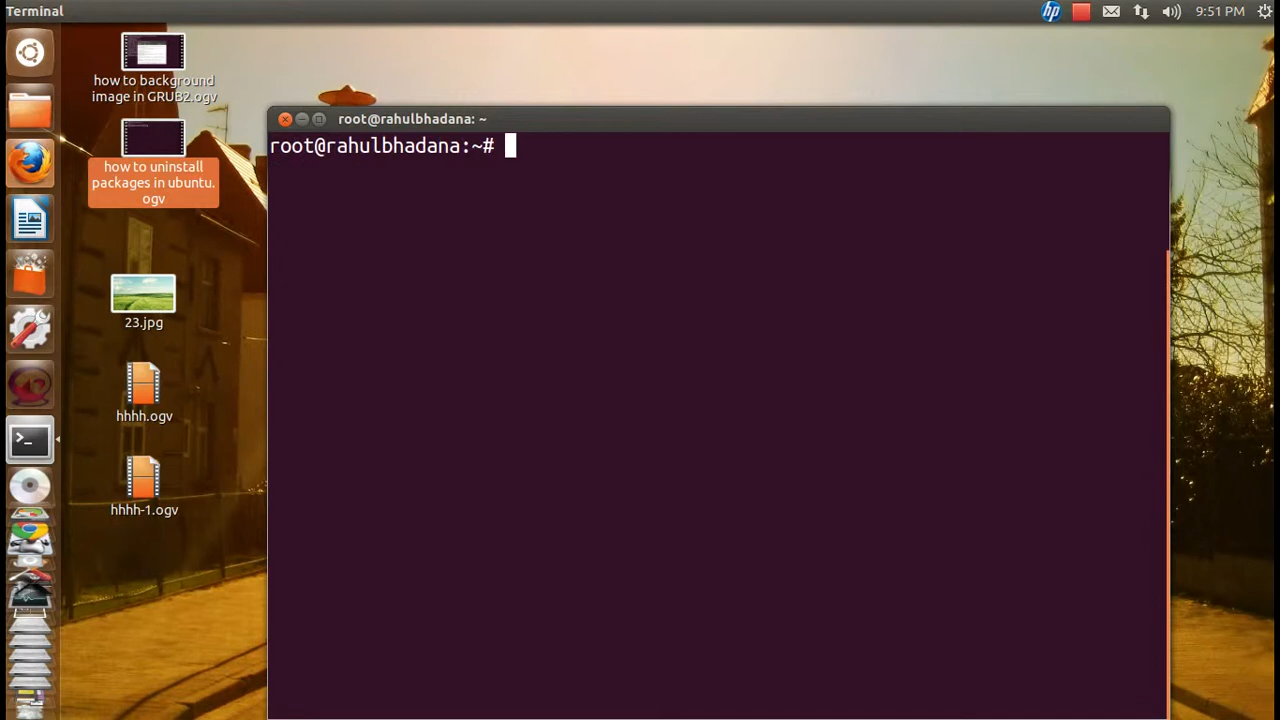 Terminal
hp
9:51 PM
how to background
image in GRUB2.ogv
how to uninstall
packages in ubuntu.
ogv
23.jpg
hhhh.ogv
hhhh-1.ogv
root@rahulbhadana: ~
root@rahulbhadana:~#